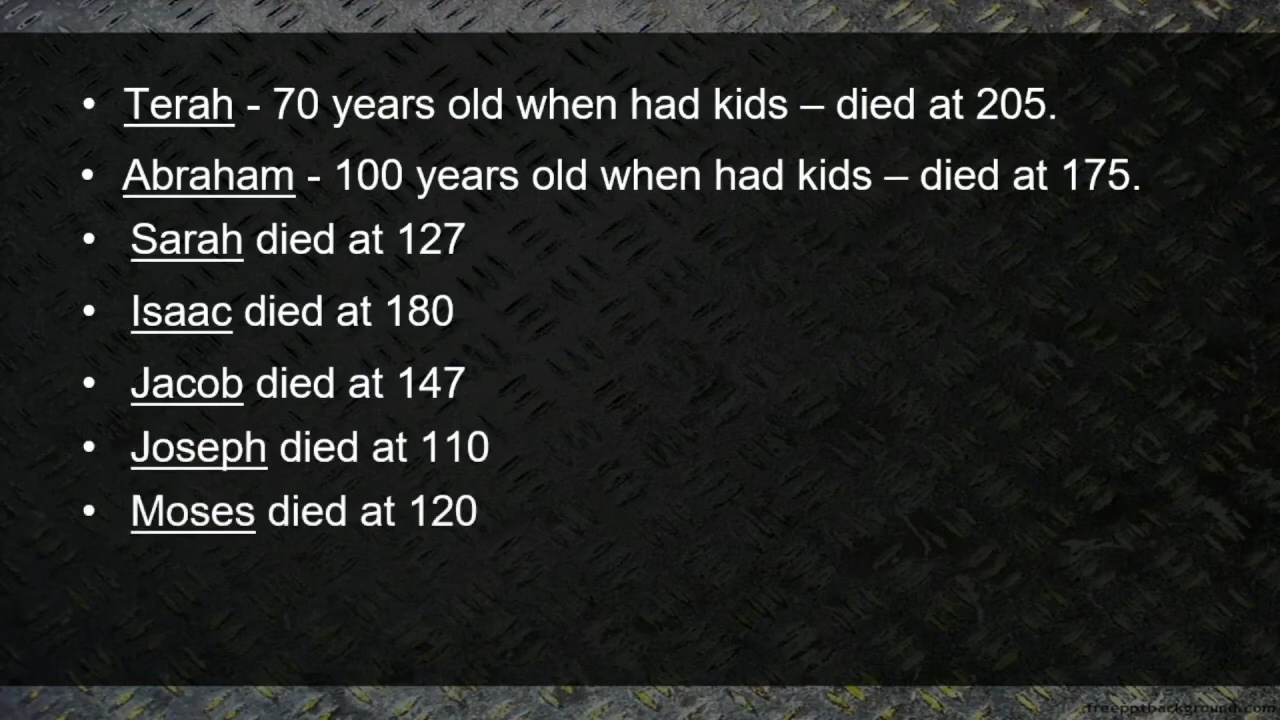 • Terah - 70 years old when had kids – died at 205.
• Abraham - 100 years old when had kids – died at 175.
• Sarah died at 127
• Isaac died at 180
• Jacob died at 147
• Joseph died at 110
• Moses died at 120
freepptbackground.com